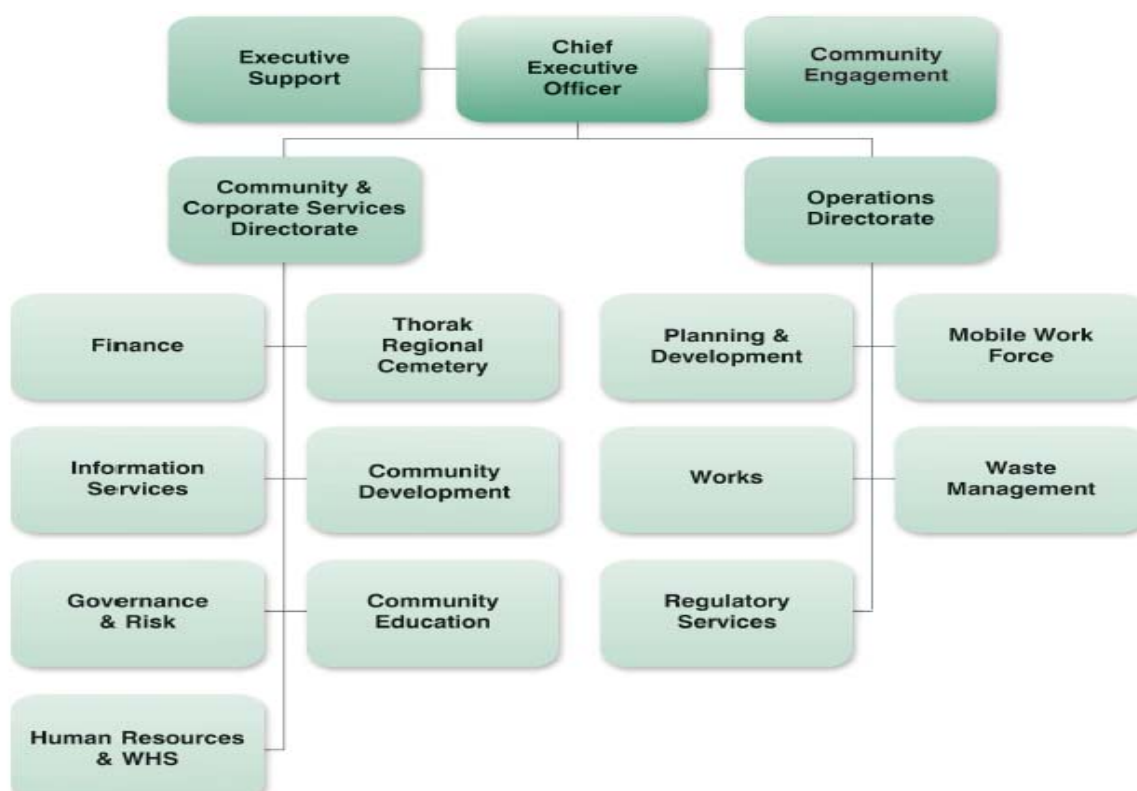 Executive
Support
Chief
Executive
Officer
Community
Engagement
Community &
Corporate Services
Directorate
Operations
Directorate
Finance
Thorak
Regional
Cemetery
Planning &
Development
Mobile Work
Force
Information
Services
Community
Development
Works
Waste
Management
Governance
& Risk
Community
Education
Regulatory
Services
Human Resources
& WHS